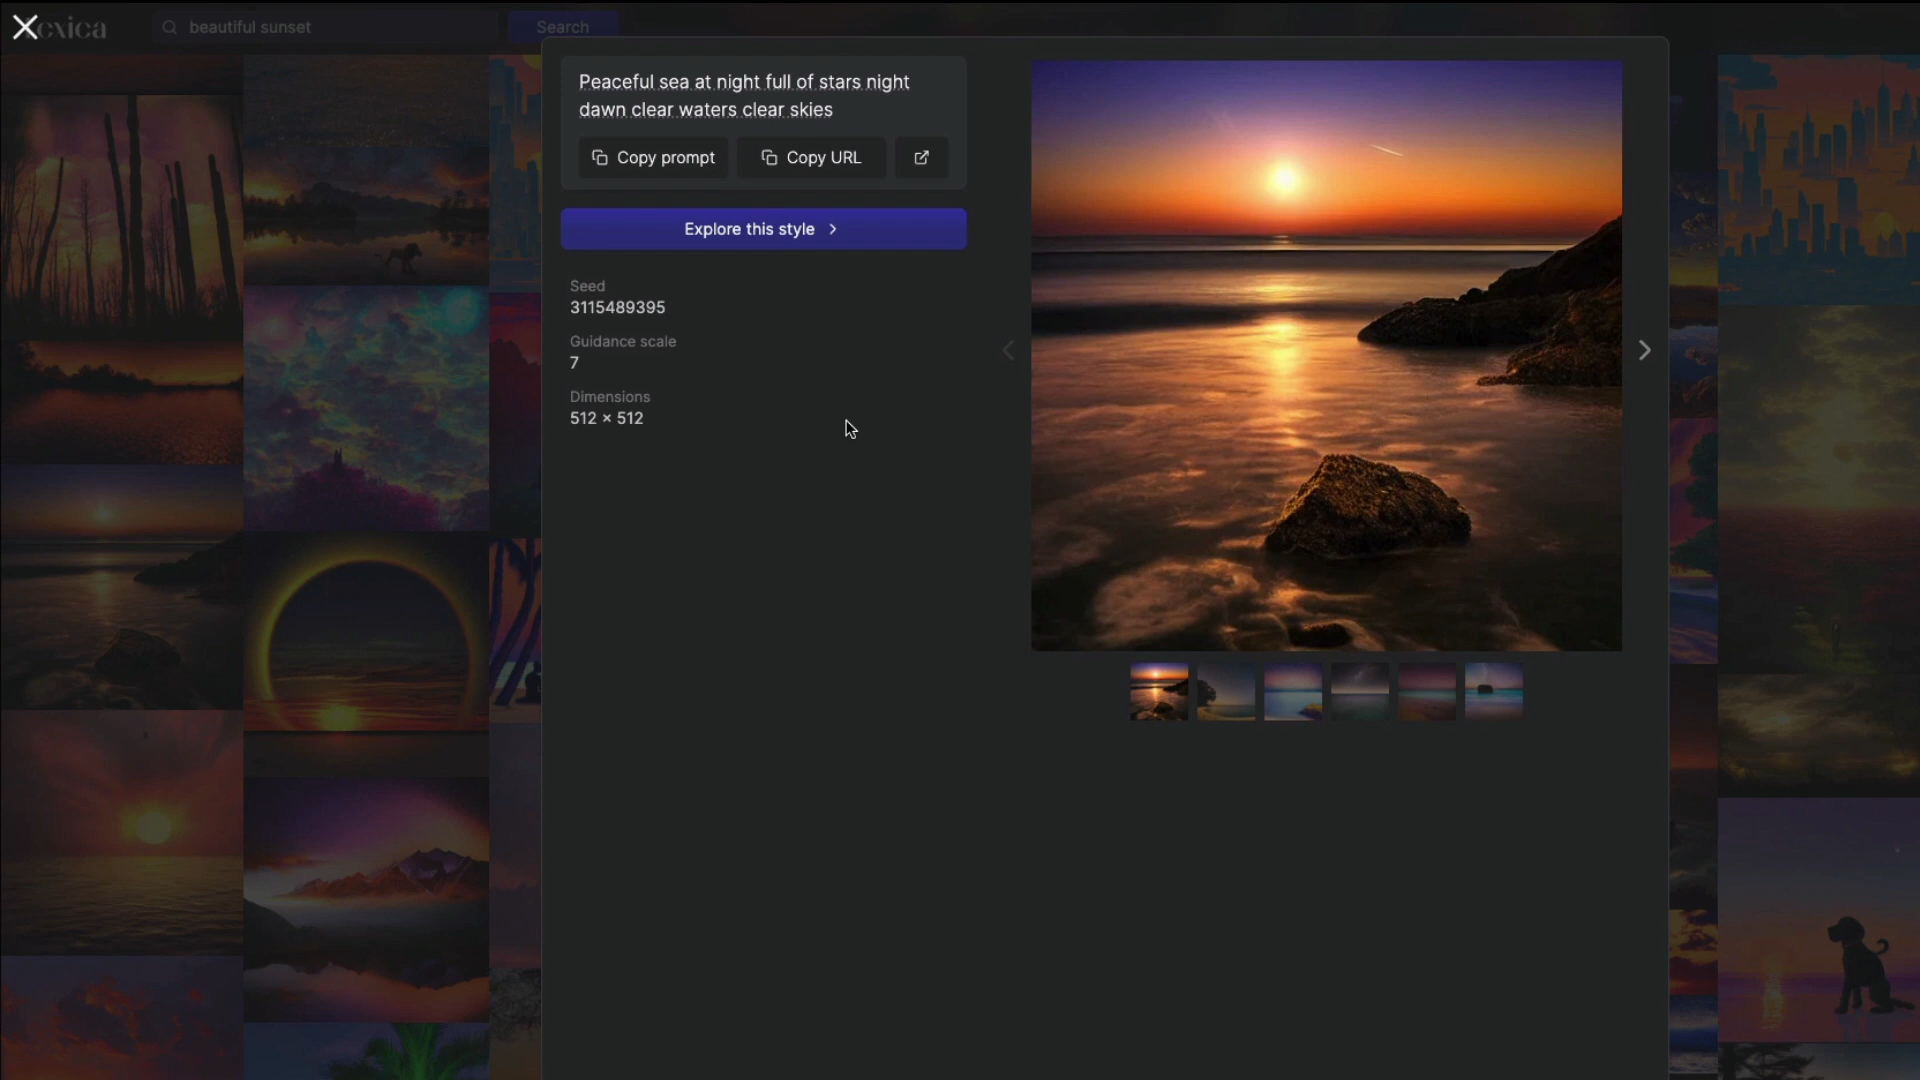 beautiful sunset
Search
Peaceful sea at night full of stars night
dawn clear waters clear skies
Copy prompt
Copy URL
Explore this style
Seed
3115489395
Guidance scale
7
Dimensions
512 × 512